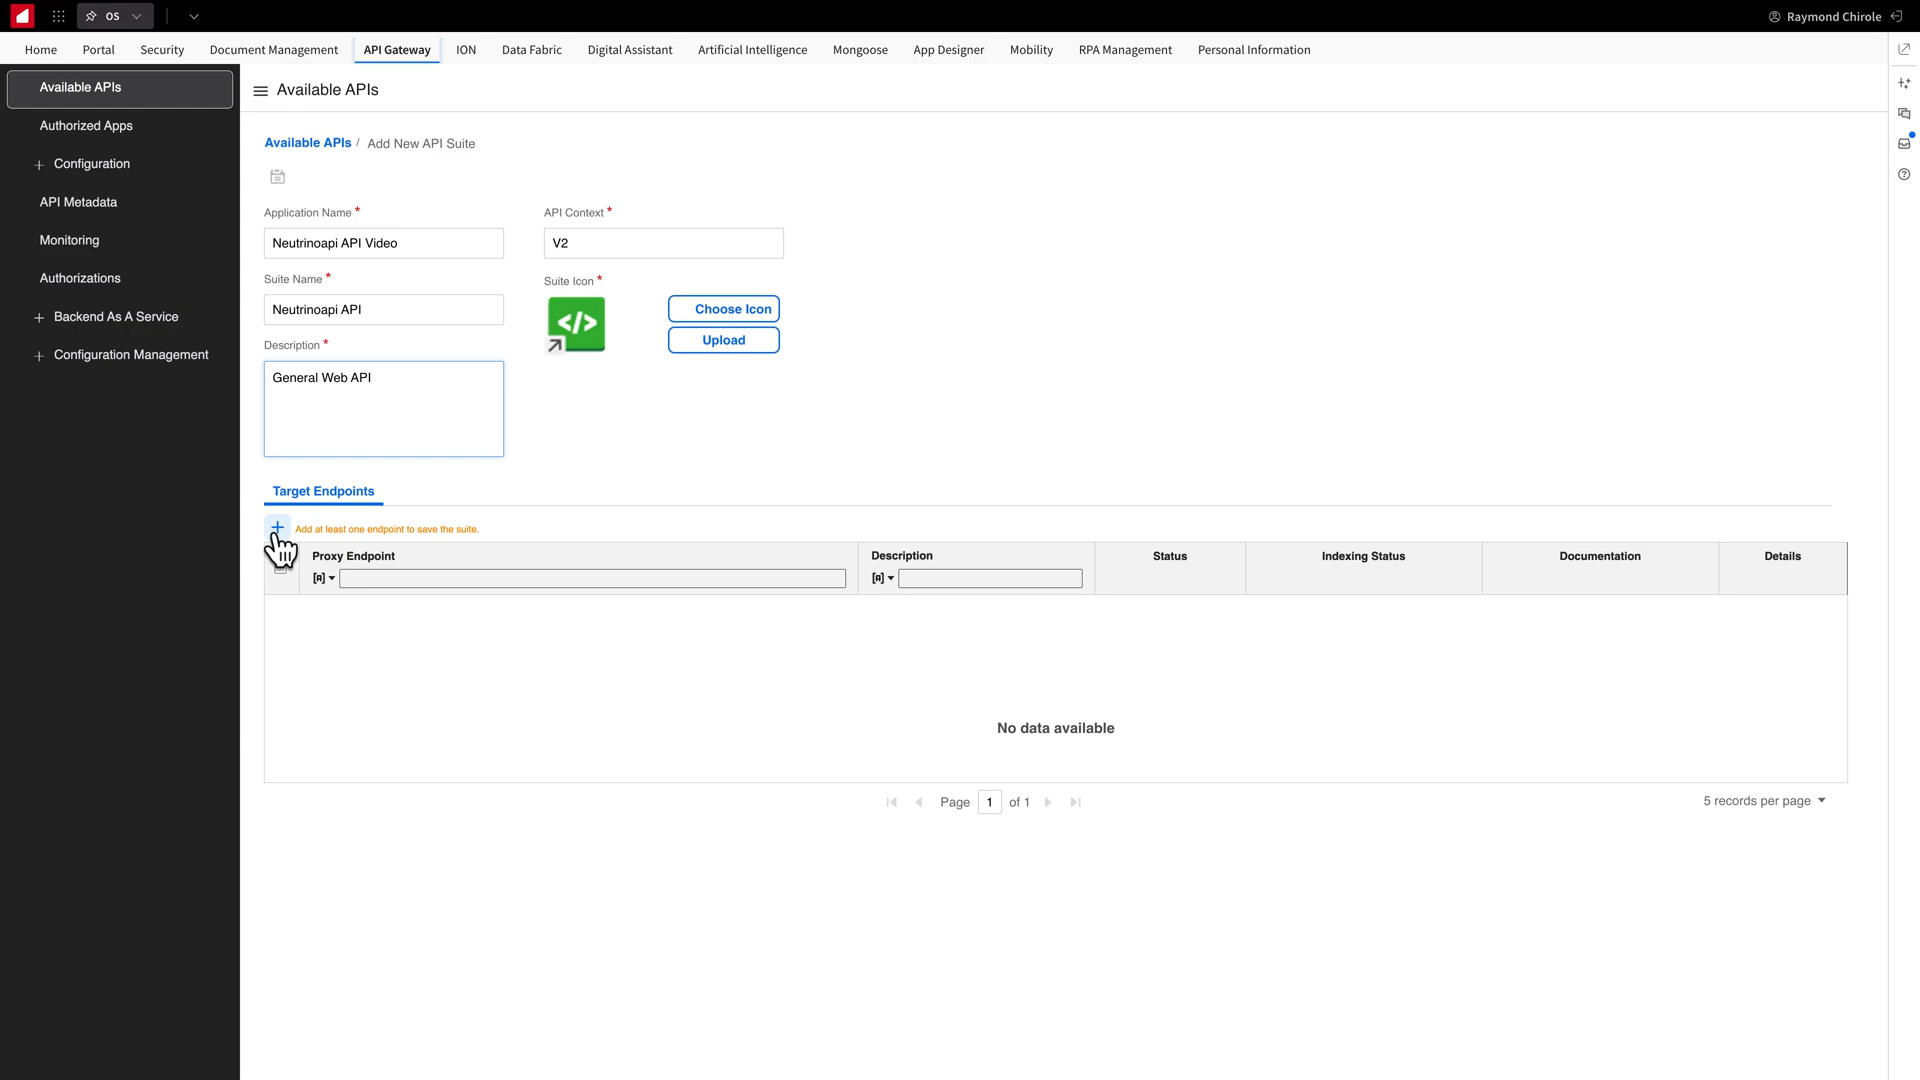 OS
Raymond Chirole
Home Portal Security Document Management API Gateway ION Data Fabric Digital Assistant Artificial Intelligence Mongoose App Designer Mobility RPA Management Personal Information
Available APIs
Authorized Apps
Configuration
API Metadata
Monitoring
Authorizations
Backend As A Service
Configuration Management
Available APIs
Available APIs / Add New API Suite
Application Name *
Neutrinoapi API Video
API Context *
V2
Suite Name *
Neutrinoapi API
Suite Icon *
Choose Icon
Upload
Description *
General Web API
Target Endpoints
Add at least one endpoint to save the suite.
Proxy Endpoint Description Status Indexing Status Documentation Details
No data available
Page 1 of 1
5 records per page